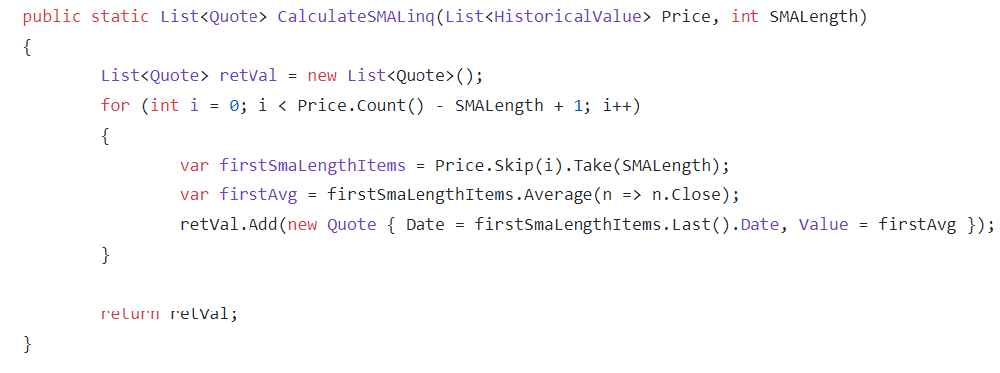 public static List<Quote> CalculateSMALinq(List<HistoricalValue> Price, int SMALength)
{
        List<Quote> retVal = new List<Quote>();
        for (int i = 0; i < Price.Count() - SMALength + 1; i++)
        {
                var firstSmaLengthItems = Price.Skip(i).Take(SMALength);
                var firstAvg = firstSmaLengthItems.Average(n => n.Close);
                retVal.Add(new Quote { Date = firstSmaLengthItems.Last().Date, Value = firstAvg });
        }

        return retVal;
}